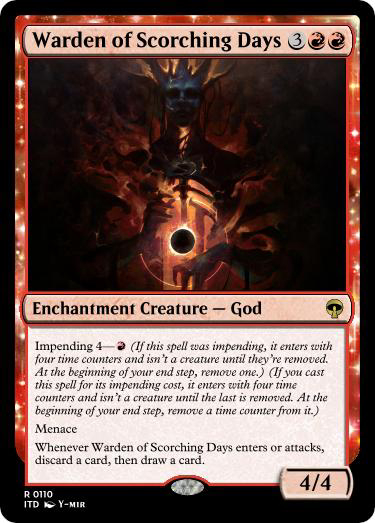 Warden of Scorching Days 3
Enchantment Creature — God
Impending 4— (If this spell was impending, it enters with
four time counters and isn't a creature until they're removed.
At the beginning of your end step, remove one.) (If you cast
this spell for its impending cost, it enters with four time
counters and isn't a creature until the last is removed. At the
beginning of your end step, remove a time counter from it.)
Menace
Whenever Warden of Scorching Days enters or attacks,
discard a card, then draw a card.
4/4
R 0110
ITD Y-MIR